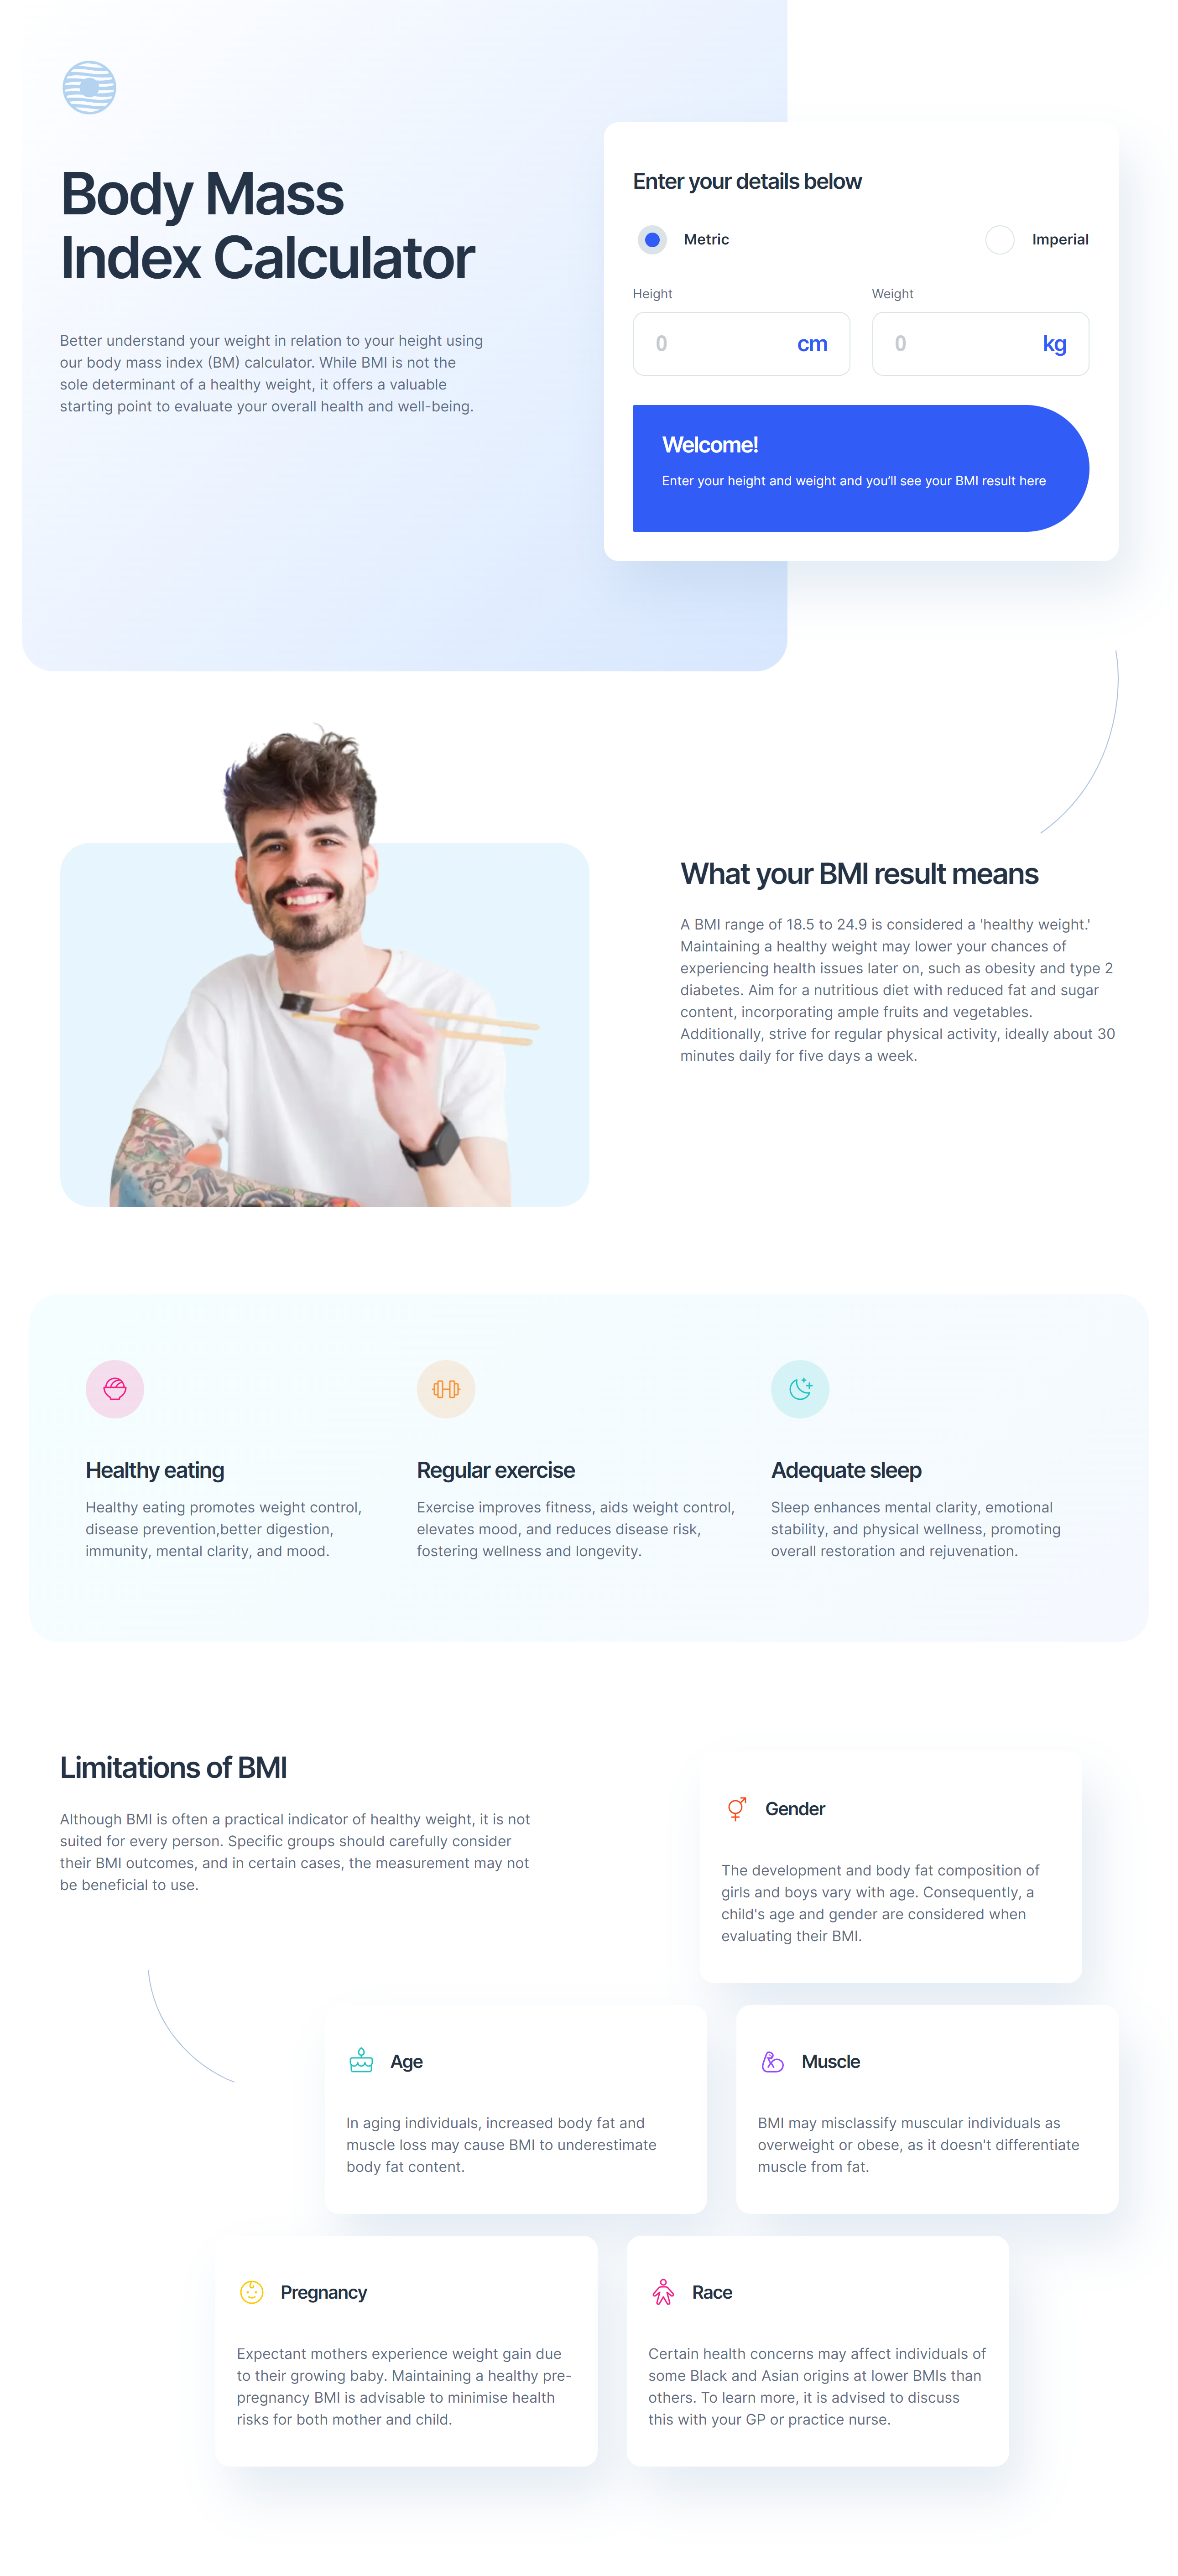 Body Mass
Index Calculator
Better understand your weight in relation to your height using
our body mass index (BM) calculator. While BMI is not the
sole determinant of a healthy weight, it offers a valuable
starting point to evaluate your overall health and well-being.
Enter your details below
Metric
Imperial
Height
Weight
0 cm
0 kg
Welcome!
Enter your height and weight and you'll see your BMI result here
What your BMI result means
A BMI range of 18.5 to 24.9 is considered a 'healthy weight.'
Maintaining a healthy weight may lower your chances of
experiencing health issues later on, such as obesity and type 2
diabetes. Aim for a nutritious diet with reduced fat and sugar
content, incorporating ample fruits and vegetables.
Additionally, strive for regular physical activity, ideally about 30
minutes daily for five days a week.
Healthy eating
Healthy eating promotes weight control,
disease prevention,better digestion,
immunity, mental clarity, and mood.
Regular exercise
Exercise improves fitness, aids weight control,
elevates mood, and reduces disease risk,
fostering wellness and longevity.
Adequate sleep
Sleep enhances mental clarity, emotional
stability, and physical wellness, promoting
overall restoration and rejuvenation.
Limitations of BMI
Although BMI is often a practical indicator of healthy weight, it is not
suited for every person. Specific groups should carefully consider
their BMI outcomes, and in certain cases, the measurement may not
be beneficial to use.
Gender
The development and body fat composition of
girls and boys vary with age. Consequently, a
child's age and gender are considered when
evaluating their BMI.
Age
In aging individuals, increased body fat and
muscle loss may cause BMI to underestimate
body fat content.
Muscle
BMI may misclassify muscular individuals as
overweight or obese, as it doesn't differentiate
muscle from fat.
Pregnancy
Expectant mothers experience weight gain due
to their growing baby. Maintaining a healthy pre-
pregnancy BMI is advisable to minimise health
risks for both mother and child.
Race
Certain health concerns may affect individuals of
some Black and Asian origins at lower BMIs than
others. To learn more, it is advised to discuss
this with your GP or practice nurse.